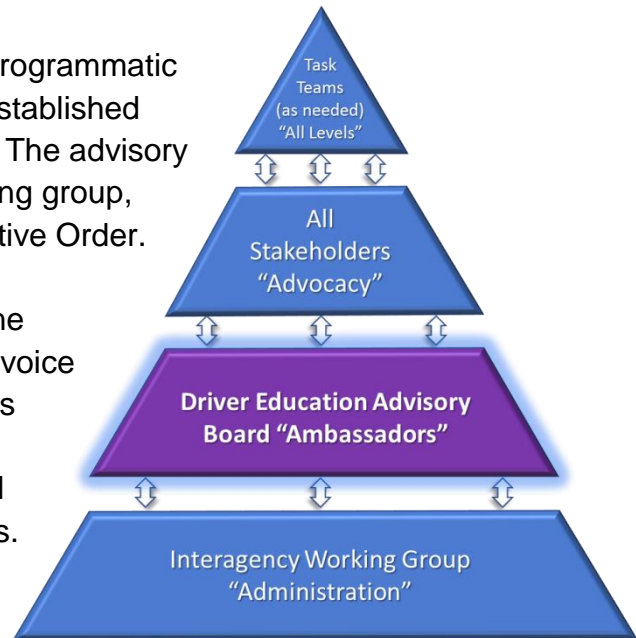 rogrammatic
stablished
The advisory
ng group,
tive Order.
ne
voice
s
d
s.
Task
Teams
(as needed)
“All Levels”
All
Stakeholders
“Advocacy”
Driver Education Advisory
Board “Ambassadors”
Interagency Working Group
“Administration”